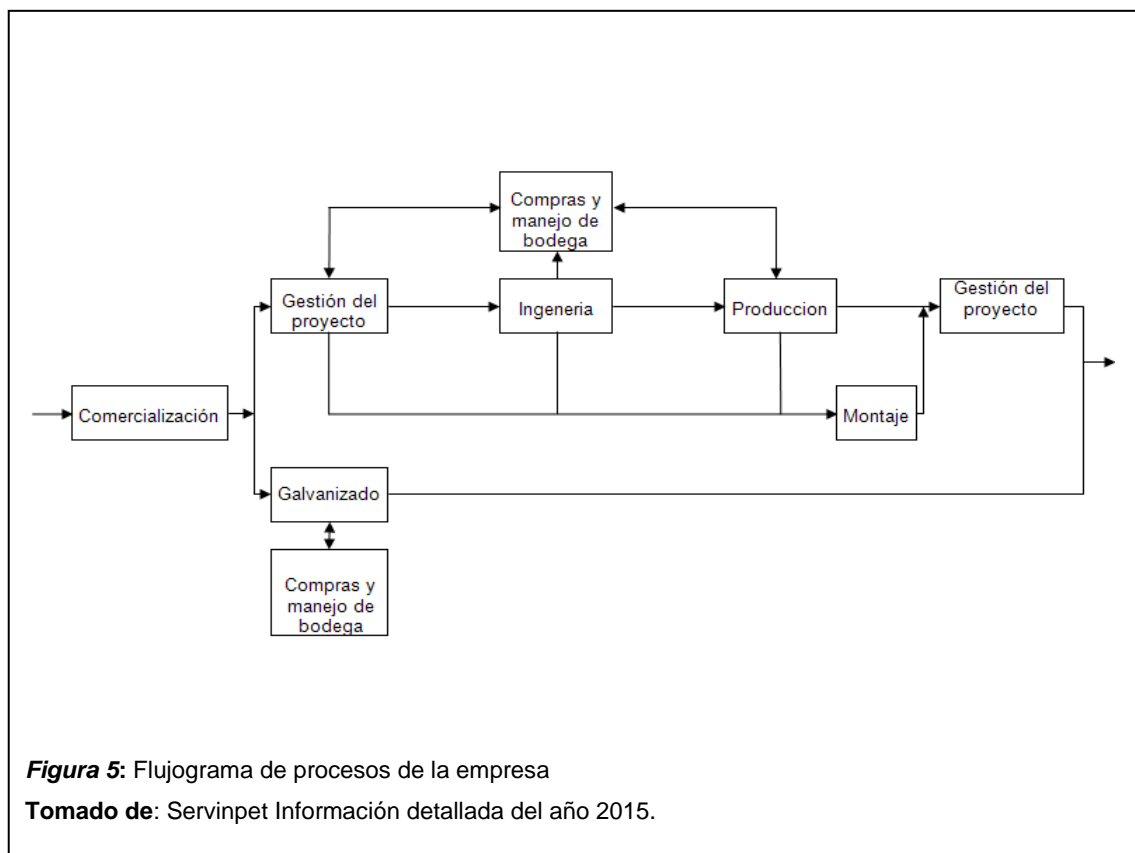 Compras y
manejo de
bodega
Gestión del
proyecto
Ingeneria
Produccion
Gestión del
proyecto
Comercialización
Montaje
Galvanizado
Compras y
manejo de
bodega
Figura 5: Flujograma de procesos de la empresa
Tomado de: Servinpet Información detallada del año 2015.